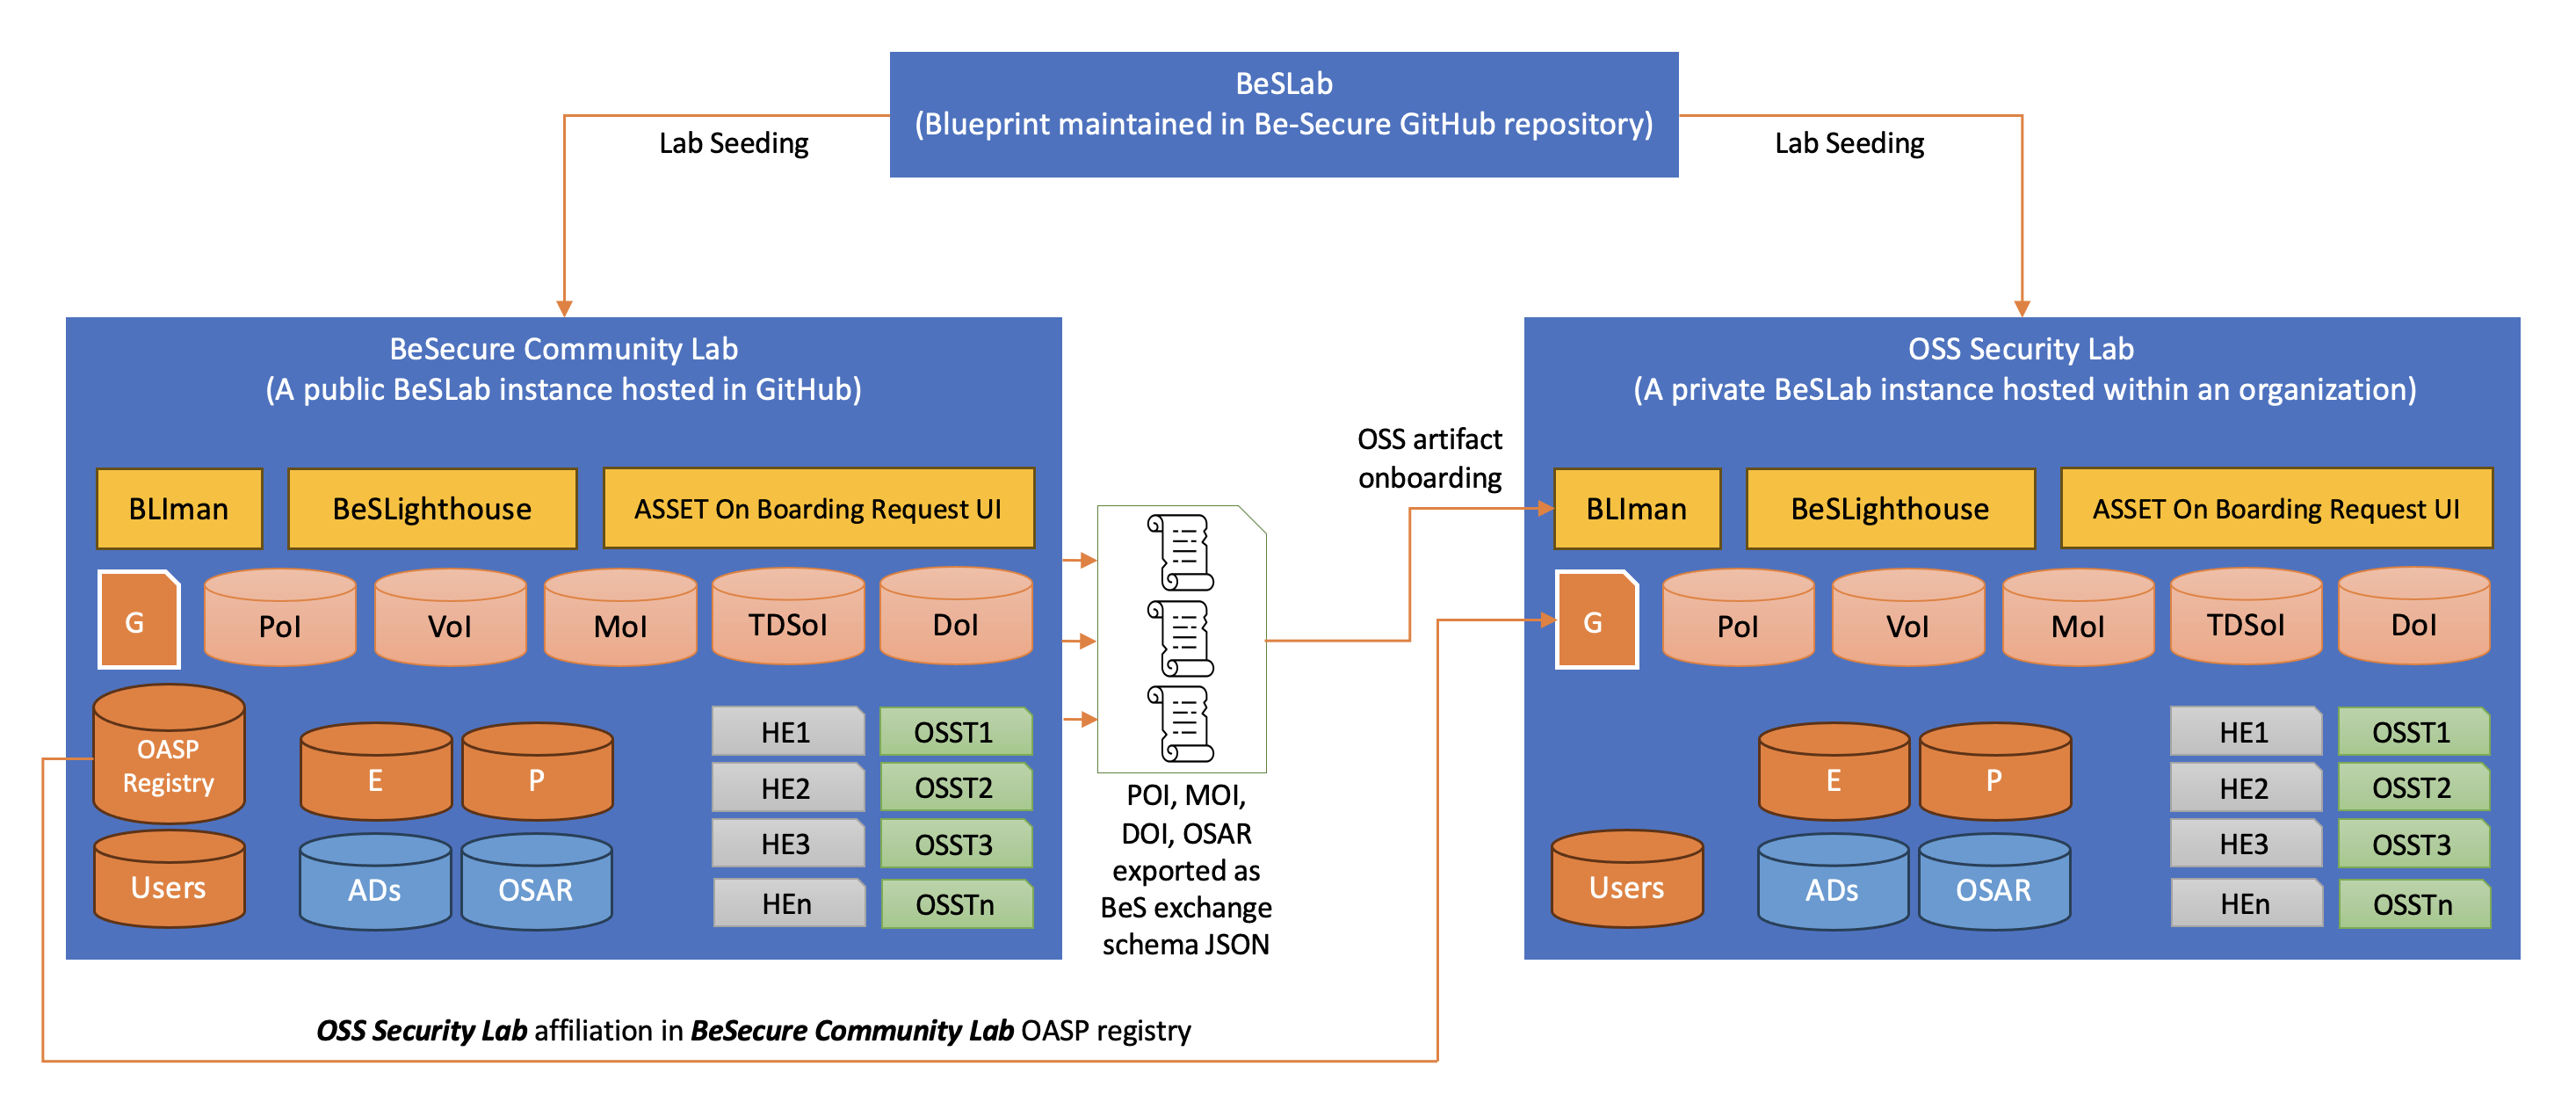 BeSLab
(Blueprint maintained in Be-Secure GitHub repository)
Lab Seeding
Lab Seeding
BeSecure Community Lab
(A public BeSLab instance hosted in GitHub)
BLIman
BeSLighthouse
ASSET On Boarding Request UI
G
PoI
VoI
MoI
TDSoI
DoI
OASP
Registry
E
P
Users
ADs
OSAR
HE1
OSST1
HE2
OSST2
HE3
OSST3
HEn
OSSTn
POI, MOI,
DOI, OSAR
exported as
BeS exchange
schema JSON
OSS artifact
onboarding
OSS Security Lab
(A private BeSLab instance hosted within an organization)
BLIman
BeSLighthouse
ASSET On Boarding Request UI
G
PoI
VoI
MoI
TDSoI
DoI
E
P
Users
ADs
OSAR
HE1
OSST1
HE2
OSST2
HE3
OSST3
HEn
OSSTn
OSS Security Lab affiliation in BeSecure Community Lab OASP registry